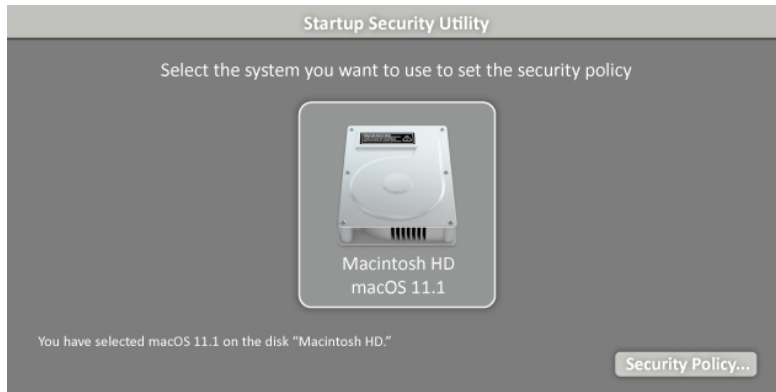 Startup Security Utility
Select the system you want to use to set the security policy
Macintosh HD
macOS 11.1
You have selected macOS 11.1 on the disk “Macintosh HD.”
Security Policy...